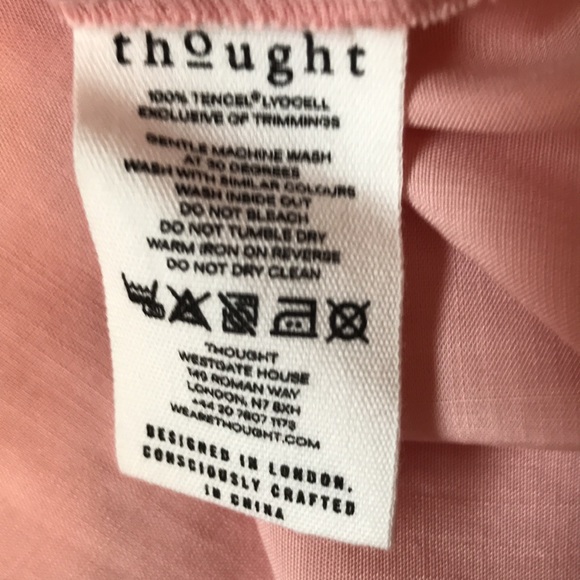 thought
100% TENCEL® LYOCELL
EXCLUSIVE OF TRIMMINGS
GENTLE MACHINE WASH
AT 30 DEGREES
WASH WITH SIMILAR COLOURS
WASH INSIDE OUT
DO NOT BLEACH
DO NOT TUMBLE DRY
WARM IRON ON REVERSE
DO NOT DRY CLEAN
THOUGHT
WESTGATE HOUSE
149 ROMAN WAY
LONDON, N7 8XH
+44 20 7607 1173
WEARETHOUGHT.COM
DESIGNED IN LONDON.
CONSCIOUSLY CRAFTED
IN CHINA